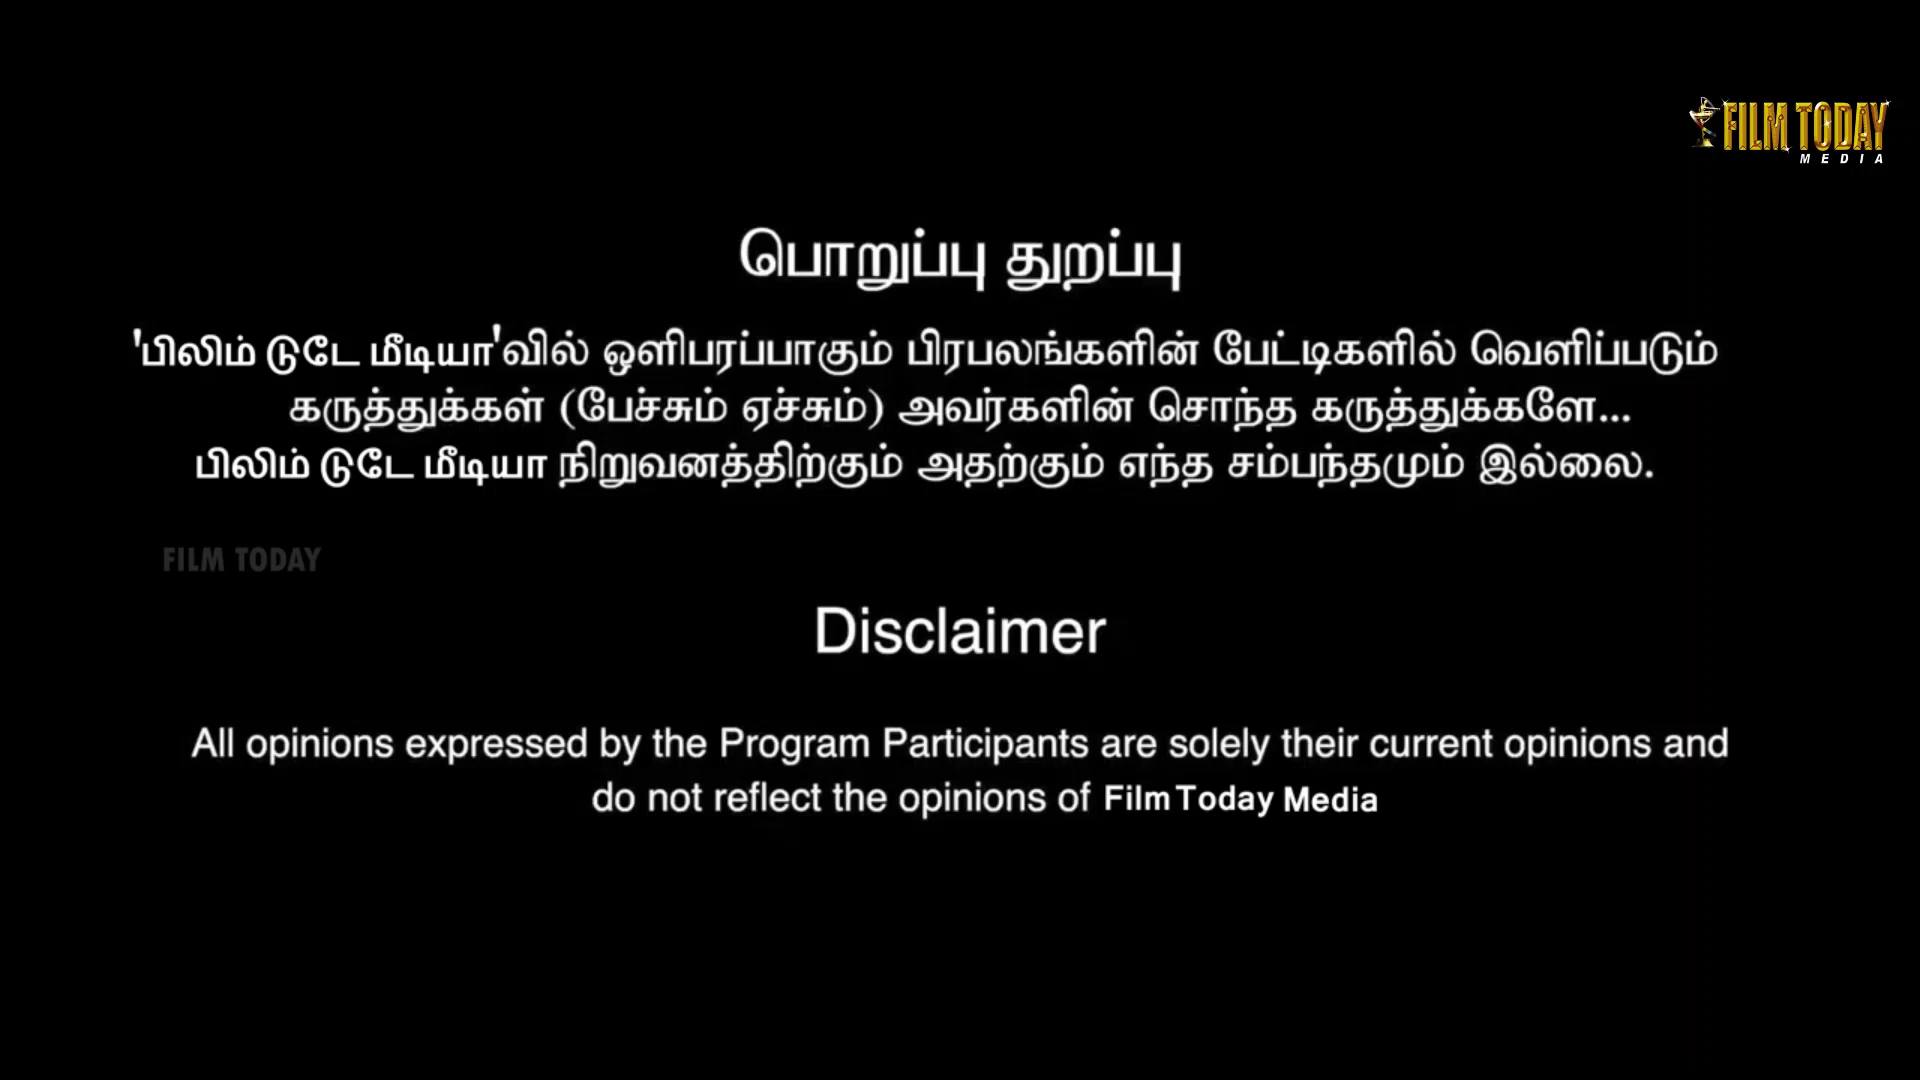 FILM TODAY
MEDIA
பொறுப்பு துறப்பு
'பிலிம் டுடே மீடியா'வில் ஒளிபரப்பாகும் பிரபலங்களின் பேட்டிகளில் வெளிப்படும்
கருத்துக்கள் (பேச்சும் ஏச்சும்) அவர்களின் சொந்த கருத்துக்களே...
பிலிம் டுடே மீடியா நிறுவனத்திற்கும் அதற்கும் எந்த சம்பந்தமும் இல்லை.
FILM TODAY
Disclaimer
All opinions expressed by the Program Participants are solely their current opinions and
do not reflect the opinions of Film Today Media